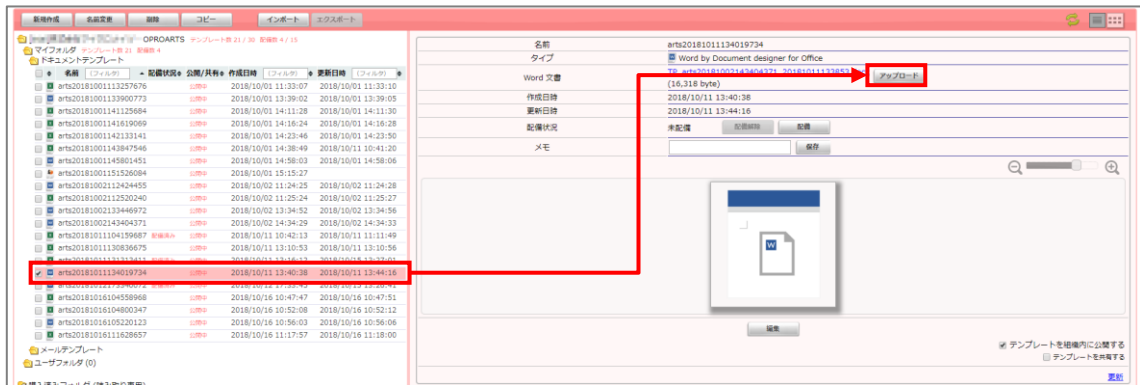 新規作成 名前変更 削除 コピー インポート エクスポート
OPROARTS テンプレート数 21 / 30 配備数 4 / 15
マイフォルダ テンプレート数 21 配備数 4
ドキュメントテンプレート
名前 (フィルタ) 配備状況 公開/共有 作成日時 (フィルタ) 更新日時 (フィルタ)
arts20181001113257676 公開中 2018/10/01 11:33:07 2018/10/01 11:33:10
arts20181001133900773 公開中 2018/10/01 13:39:02 2018/10/01 13:39:05
arts20181001141125684 公開中 2018/10/01 14:11:28 2018/10/01 14:11:30
arts20181001141619069 公開中 2018/10/01 14:16:24 2018/10/01 14:16:28
arts20181001142133141 公開中 2018/10/01 14:23:46 2018/10/01 14:23:50
arts20181001143847546 公開中 2018/10/01 14:38:49 2018/10/11 10:41:20
arts20181001145801451 公開中 2018/10/01 14:58:03 2018/10/01 14:58:06
arts20181001151526084 公開中 2018/10/01 15:15:27
arts20181002112424455 公開中 2018/10/02 11:24:25 2018/10/02 11:24:28
arts20181002112520240 公開中 2018/10/02 11:25:24 2018/10/02 11:25:27
arts20181002133446972 公開中 2018/10/02 13:34:52 2018/10/02 13:34:56
arts20181002143404371 公開中 2018/10/02 14:34:29 2018/10/02 14:34:33
arts20181011104159687 配備済み 公開中 2018/10/11 10:42:13 2018/10/11 11:11:49
arts20181011130836675 公開中 2018/10/11 13:10:53 2018/10/11 13:10:56
arts20181011134019734 公開中 2018/10/11 13:40:38 2018/10/11 13:44:16
arts20181016104558968 公開中 2018/10/16 10:47:47 2018/10/16 10:47:51
arts20181016104800347 公開中 2018/10/16 10:52:08 2018/10/16 10:52:12
arts20181016105220123 公開中 2018/10/16 10:56:03 2018/10/16 10:56:06
arts20181016111628657 公開中 2018/10/16 11:17:57 2018/10/16 11:18:00
メールテンプレート
ユーザフォルダ (0)
名前 arts20181011134019734
タイプ Word by Document designer for Office
Word 文書 TP_arts20181002143404371_20181011133853 アップロード
(16,318 byte)
作成日時 2018/10/11 13:40:38
更新日時 2018/10/11 13:44:16
配備状況 未配備 配備解除 配備
メモ 保存
編集
テンプレートを組織内に公開する
テンプレートを共有する
更新